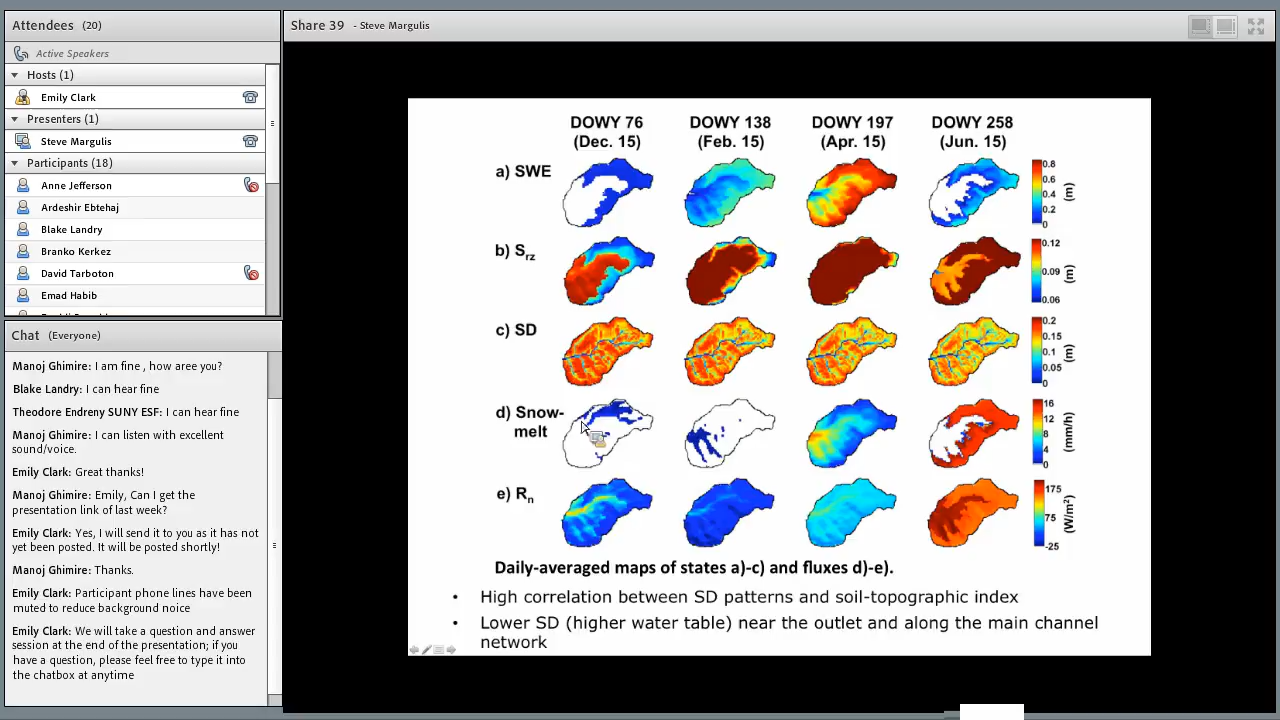 Attendees (20)
Active Speakers
Hosts (1)
Emily Clark
Presenters (1)
Steve Margulis
Participants (18)
Anne Jefferson
Ardeshir Ebtehaj
Blake Landry
Branko Kerkez
David Tarboton
Emad Habib
Chat (Everyone)
Manoj Ghimire: I am fine , how aree you?
Blake Landry: I can hear fine
Theodore Endreny SUNY ESF: I can hear fine
Manoj Ghimire: I can listen with excellent
sound/voice.
Emily Clark: Great thanks!
Manoj Ghimire: Emily, Can I get the
presentation link of last week?
Emily Clark: Yes, I will send it to you as it has not
yet been posted. It will be posted shortly!
Manoj Ghimire: Thanks.
Emily Clark: Participant phone lines have been
muted to reduce background noice
Emily Clark: We will take a question and answer
session at the end of the presentation; if you
have a question, please feel free to type it into
the chatbox at anytime
Share 39 - Steve Margulis
DOWY 76 DOWY 138 DOWY 197 DOWY 258
(Dec. 15) (Feb. 15) (Apr. 15) (Jun. 15)
a) SWE
0.8
0.6
0.4
0.2
0
(m)
b) Srz
0.12
0.09
0.06
(m)
c) SD
0.2
0.15
0.1
0.05
0
(m)
d) Snow-
melt
16
12
8
4
0
(mm/h)
e) Rn
175
75
-25
(W/m²)
Daily-averaged maps of states a)-c) and fluxes d)-e).
• High correlation between SD patterns and soil-topographic index
• Lower SD (higher water table) near the outlet and along the main channel
network